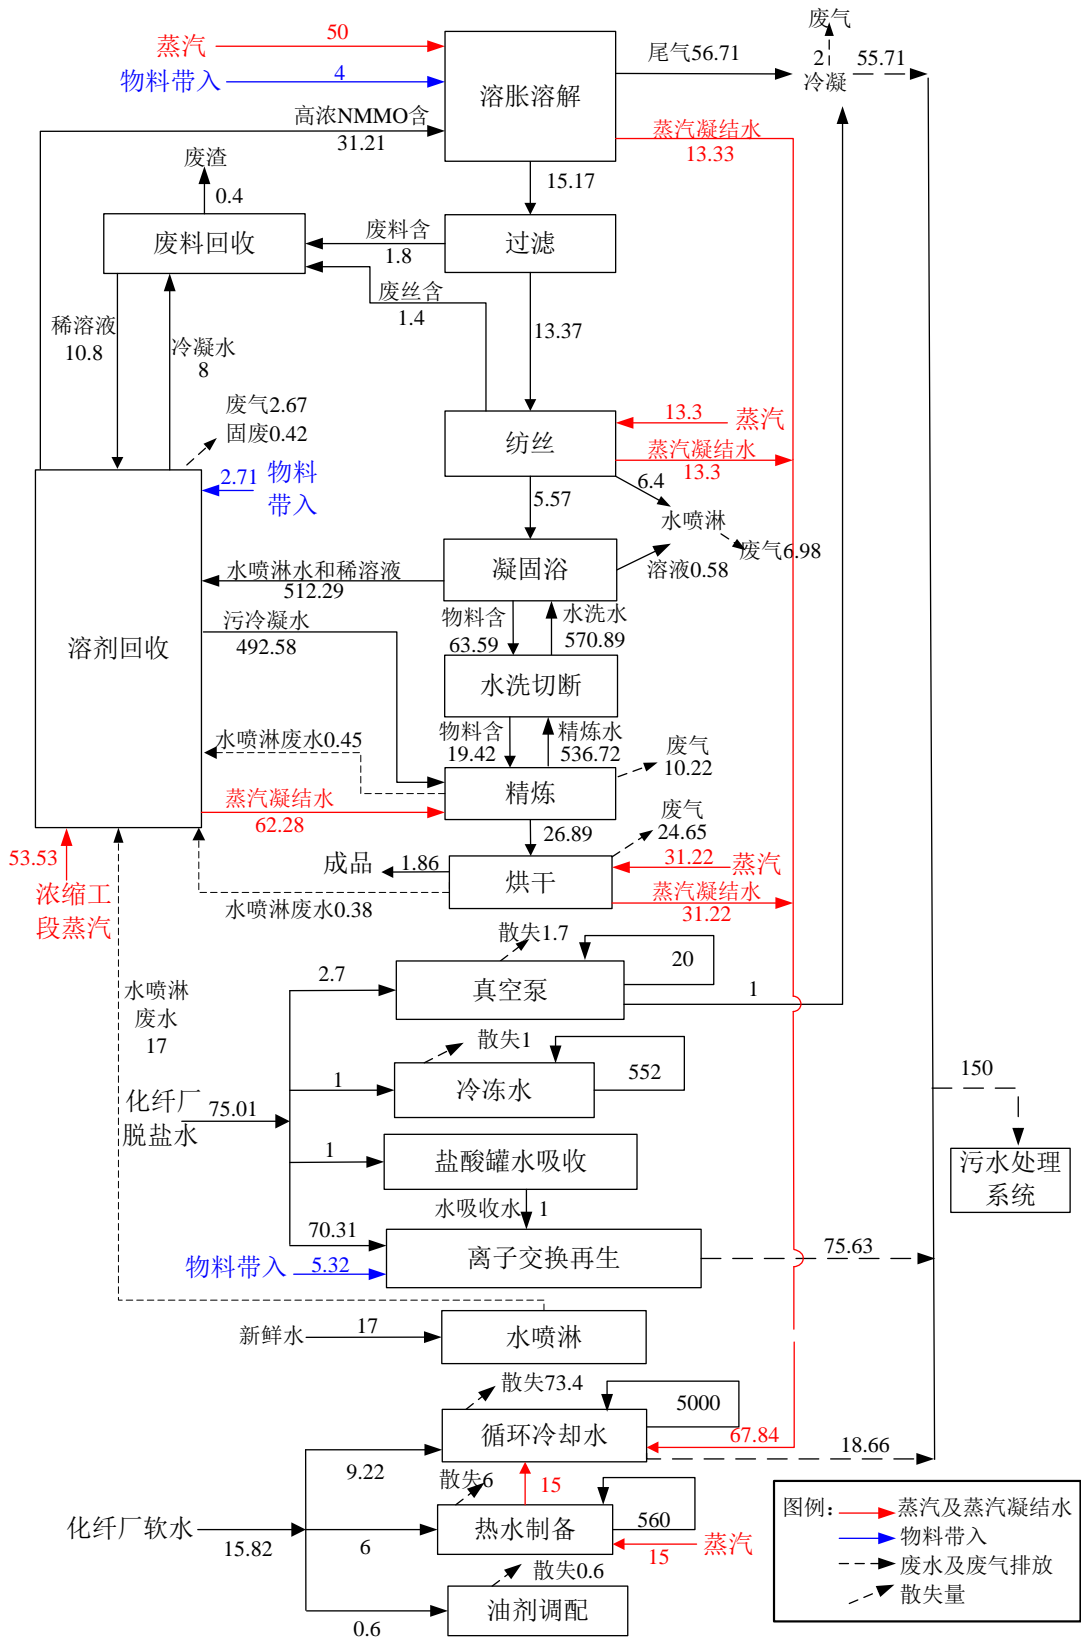 废气
蒸汽
50
尾气56.71
2
55.71
物料带入
4
溶胀溶解
冷凝
高浓NMMO含
31.21
蒸汽凝结水
13.33
废渣
0.4
15.17
废料回收
废料含
1.8
过滤
废丝含
1.4
13.37
稀溶液
10.8
冷凝水
8
废气2.67
固废0.42
13.3
蒸汽
纺丝
蒸汽凝结水
13.3
2.71
物料
带入
6.4
5.57
水喷淋
废气6.98
凝固浴
溶液0.58
水喷淋水和稀溶液
512.29
物料含
63.59
水洗水
570.89
污冷凝水
492.58
溶剂回收
水洗切断
物料含
19.42
精炼水
536.72
水喷淋废水0.45
废气
10.22
精炼
蒸汽凝结水
62.28
26.89
废气
24.65
53.53
浓缩工
段蒸汽
成品
1.86
烘干
31.22
蒸汽
蒸汽凝结水
31.22
水喷淋废水0.38
散失1.7
20
2.7
真空泵
1
水喷淋
废水
17
散失1
552
1
冷冻水
150
化纤厂
脱盐水
75.01
1
盐酸罐水吸收
污水处理
系统
水吸收水
1
70.31
离子交换再生
75.63
物料带入
5.32
新鲜水
17
水喷淋
散失73.4
5000
循环冷却水
67.84
18.66
9.22
散失6
15
560
化纤厂软水
15.82
6
热水制备
15
蒸汽
散失0.6
0.6
油剂调配
图例：
蒸汽及蒸汽凝结水
物料带入
废水及废气排放
散失量